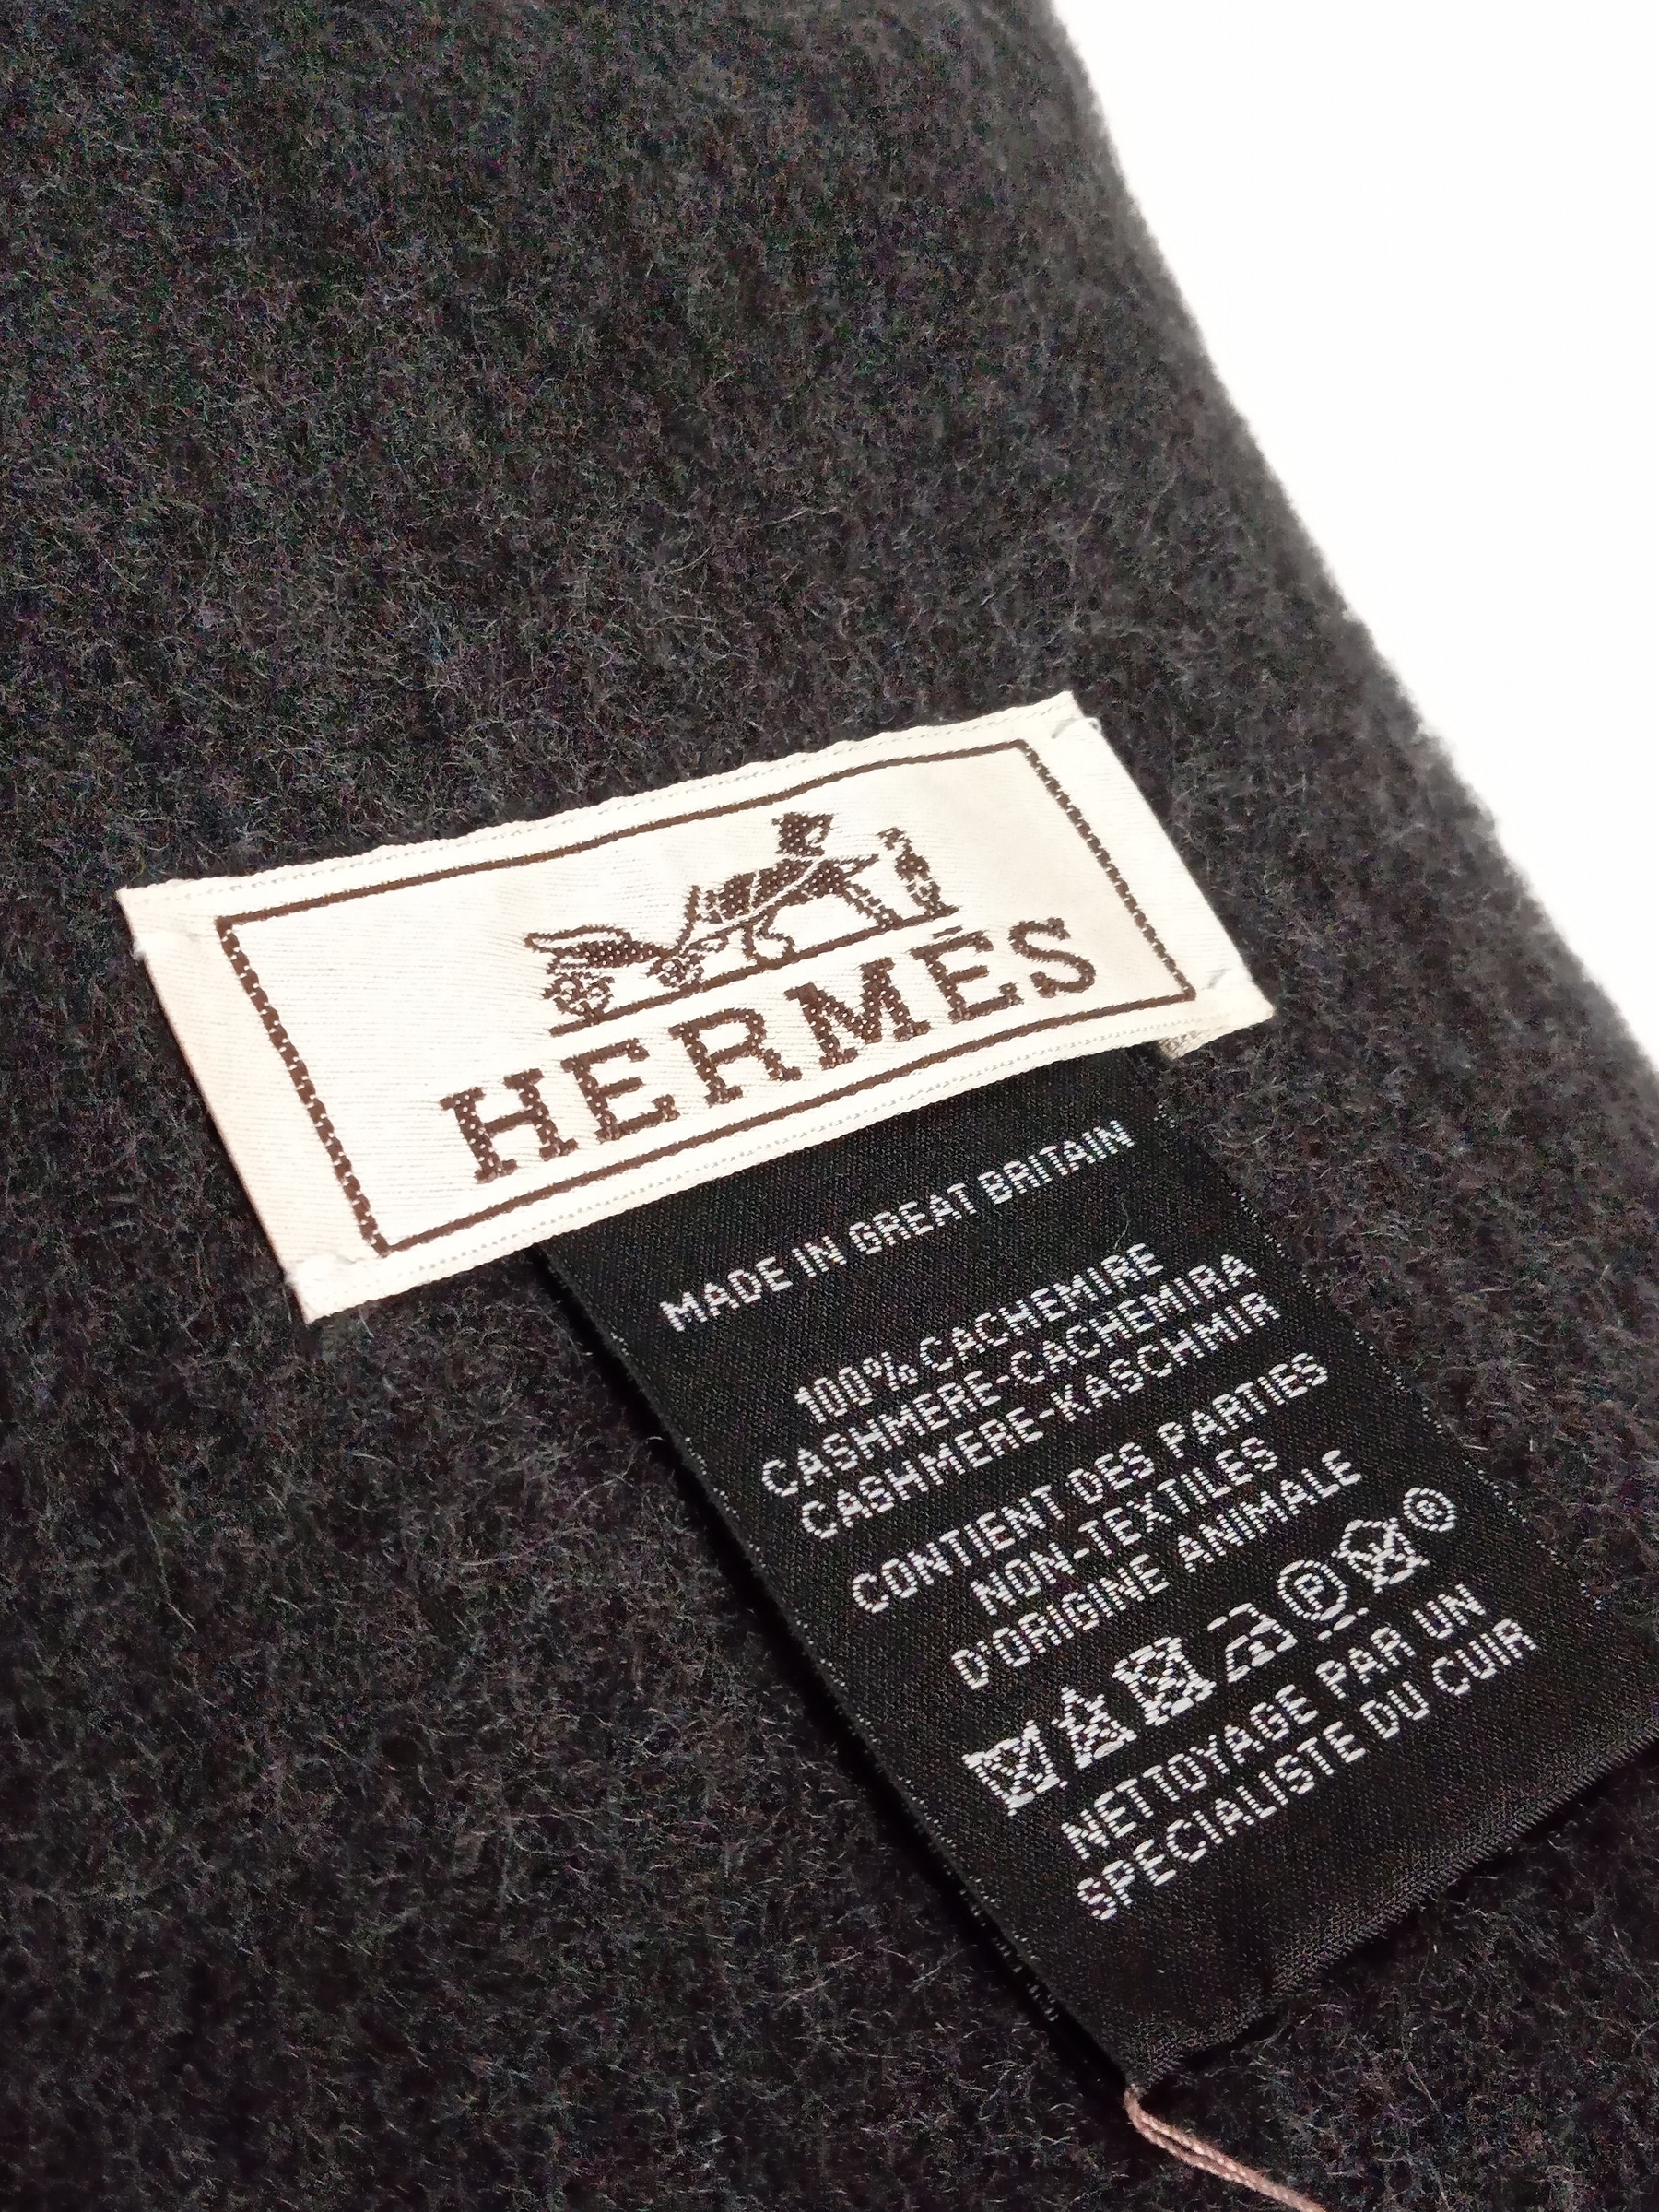 HERMÈS
MADE IN GREAT BRITAIN
100% CACHEMIRE
CASHMERE-CACHEMIRA
CASHMERE-KASCHMIR
CONTIENT DES PARTIES
NON-TEXTILES
D'ORIGINE ANIMALE
P ®
NETTOYAGE PAR UN
SPECIALISTE DU CUIR